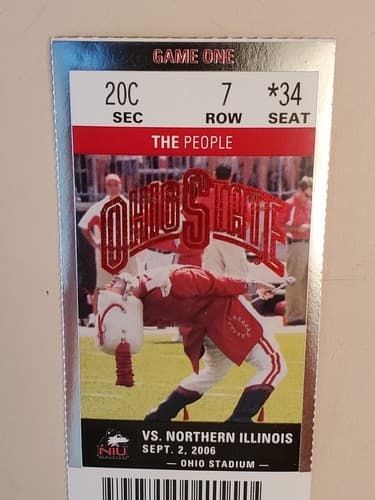 GAME ONE
20C 7 *34
SEC ROW SEAT
THE PEOPLE
OHIO STATE
VS. NORTHERN ILLINOIS
NIU SEPT. 2, 2006
— OHIO STADIUM —